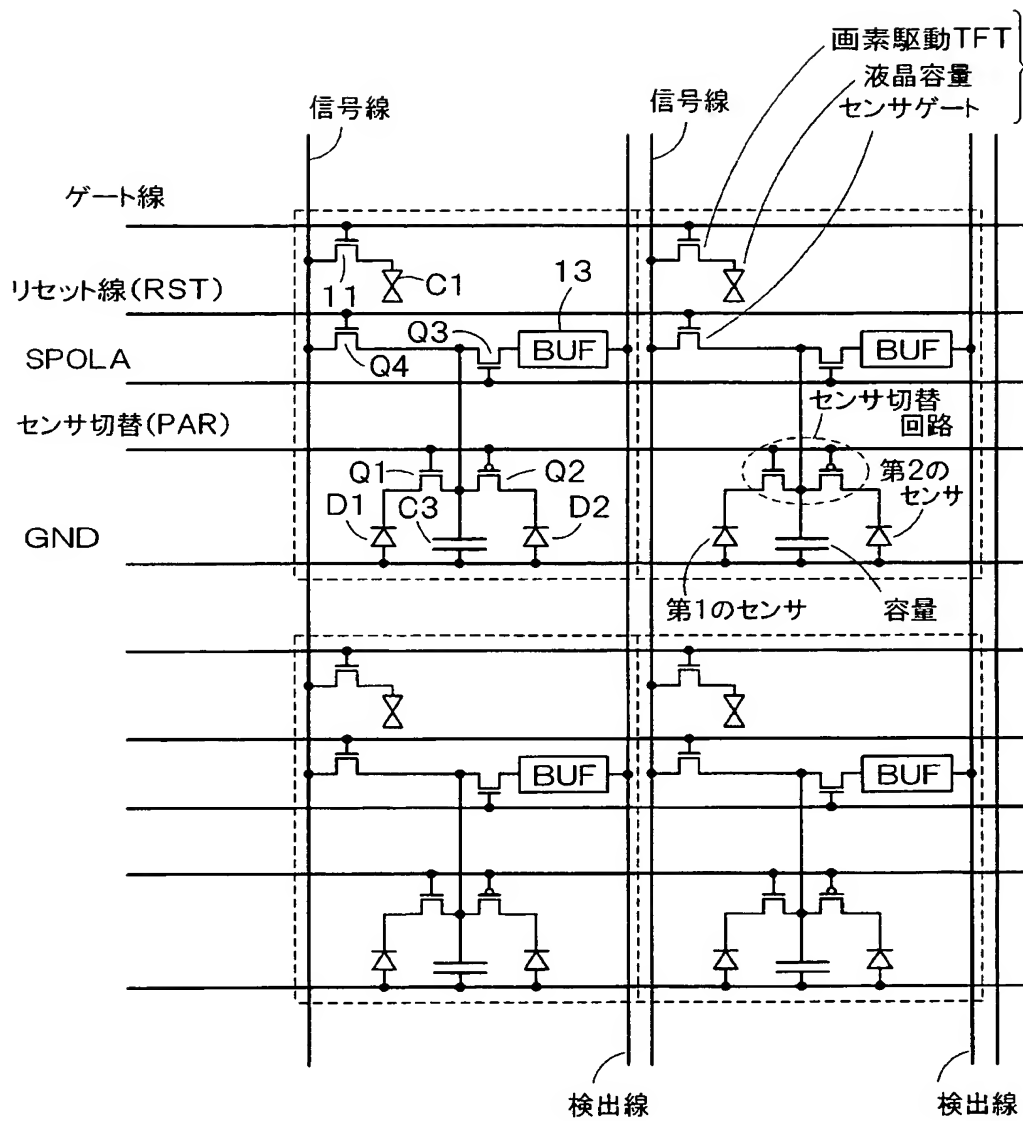 画素駆動TFT
液晶容量
センサゲート
信号線
信号線
ゲート線
リセット線(RST)
11
C1
13
Q3
BUF
BUF
SPOLA
Q4
センサ切替(PAR)
センサ切替
回路
Q1
Q2
第2の
センサ
D1
C3
D2
GND
第1のセンサ
容量
BUF
BUF
検出線
検出線